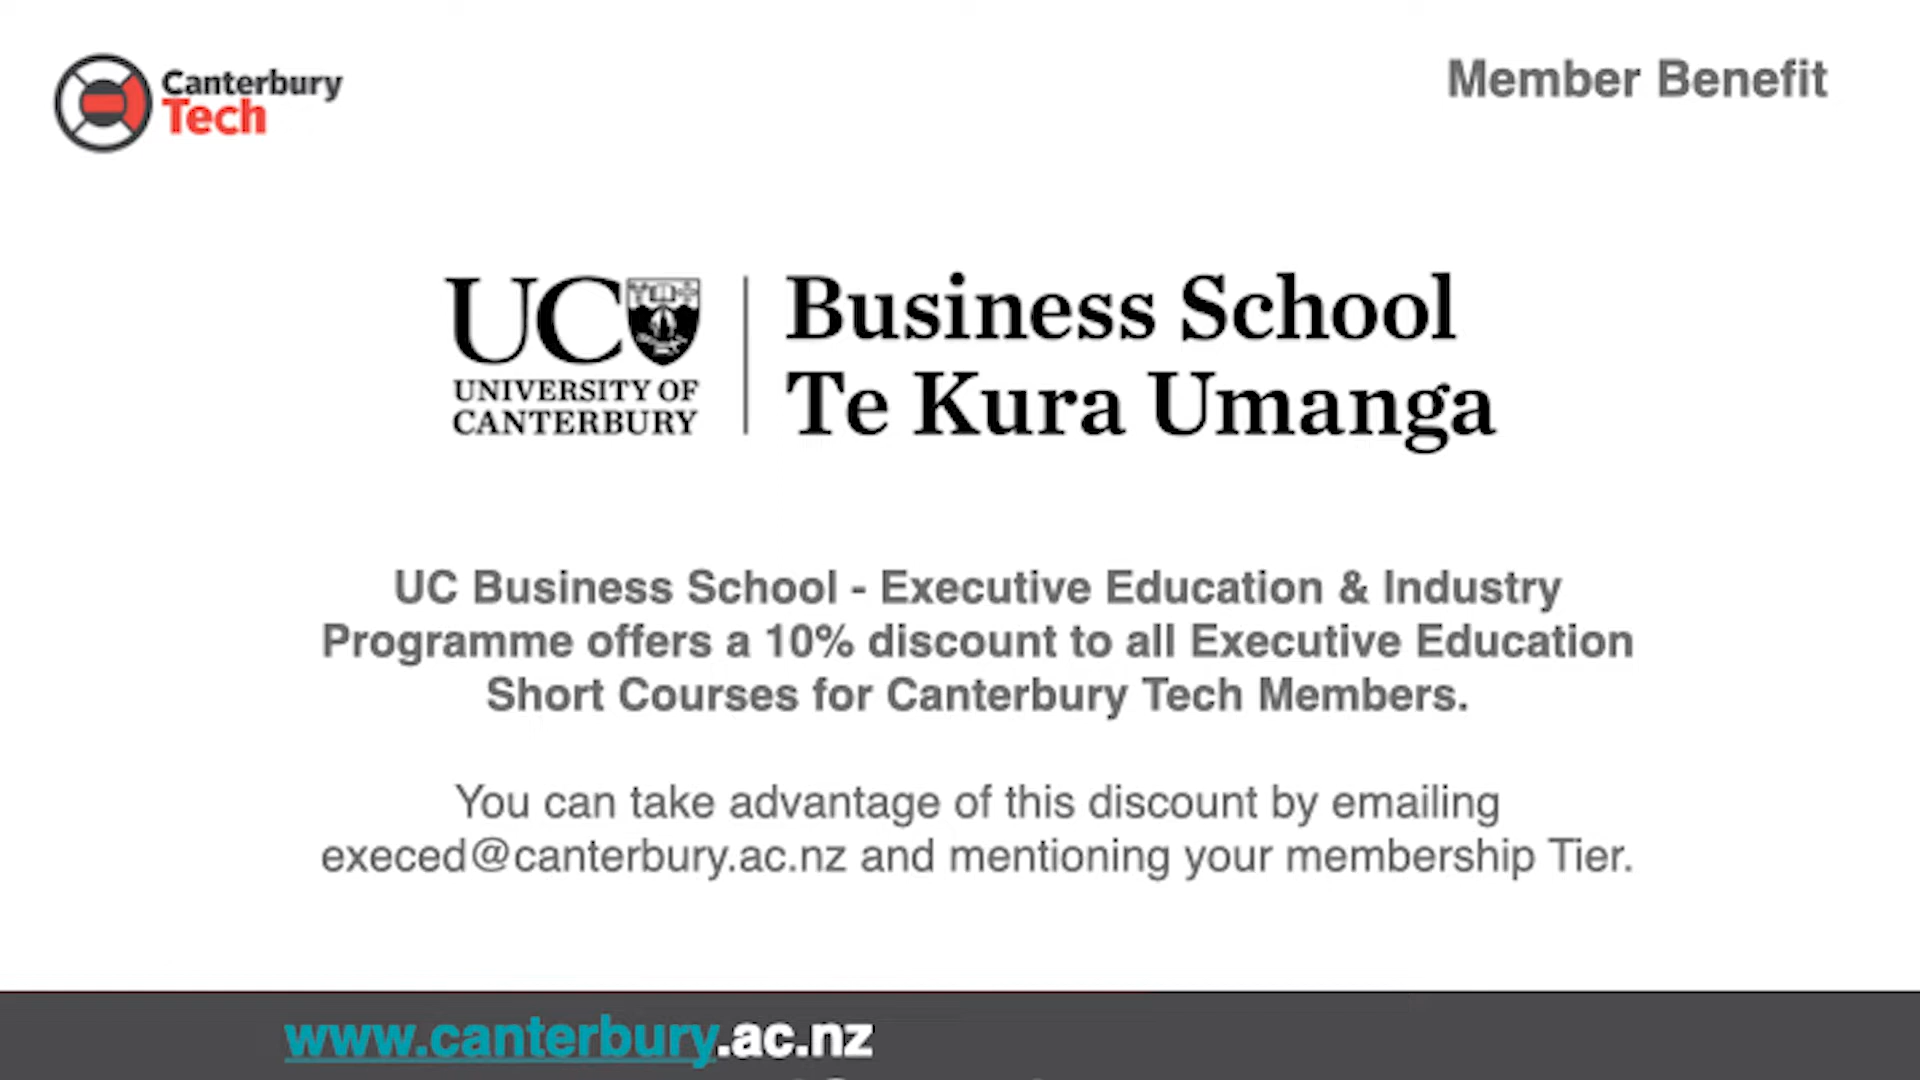 Canterbury
Tech
Member Benefit
UC
UNIVERSITY OF
CANTERBURY
Business School
Te Kura Umanga
UC Business School - Executive Education & Industry
Programme offers a 10% discount to all Executive Education
Short Courses for Canterbury Tech Members.
You can take advantage of this discount by emailing
execed@canterbury.ac.nz and mentioning your membership Tier.
www.canterbury.ac.nz